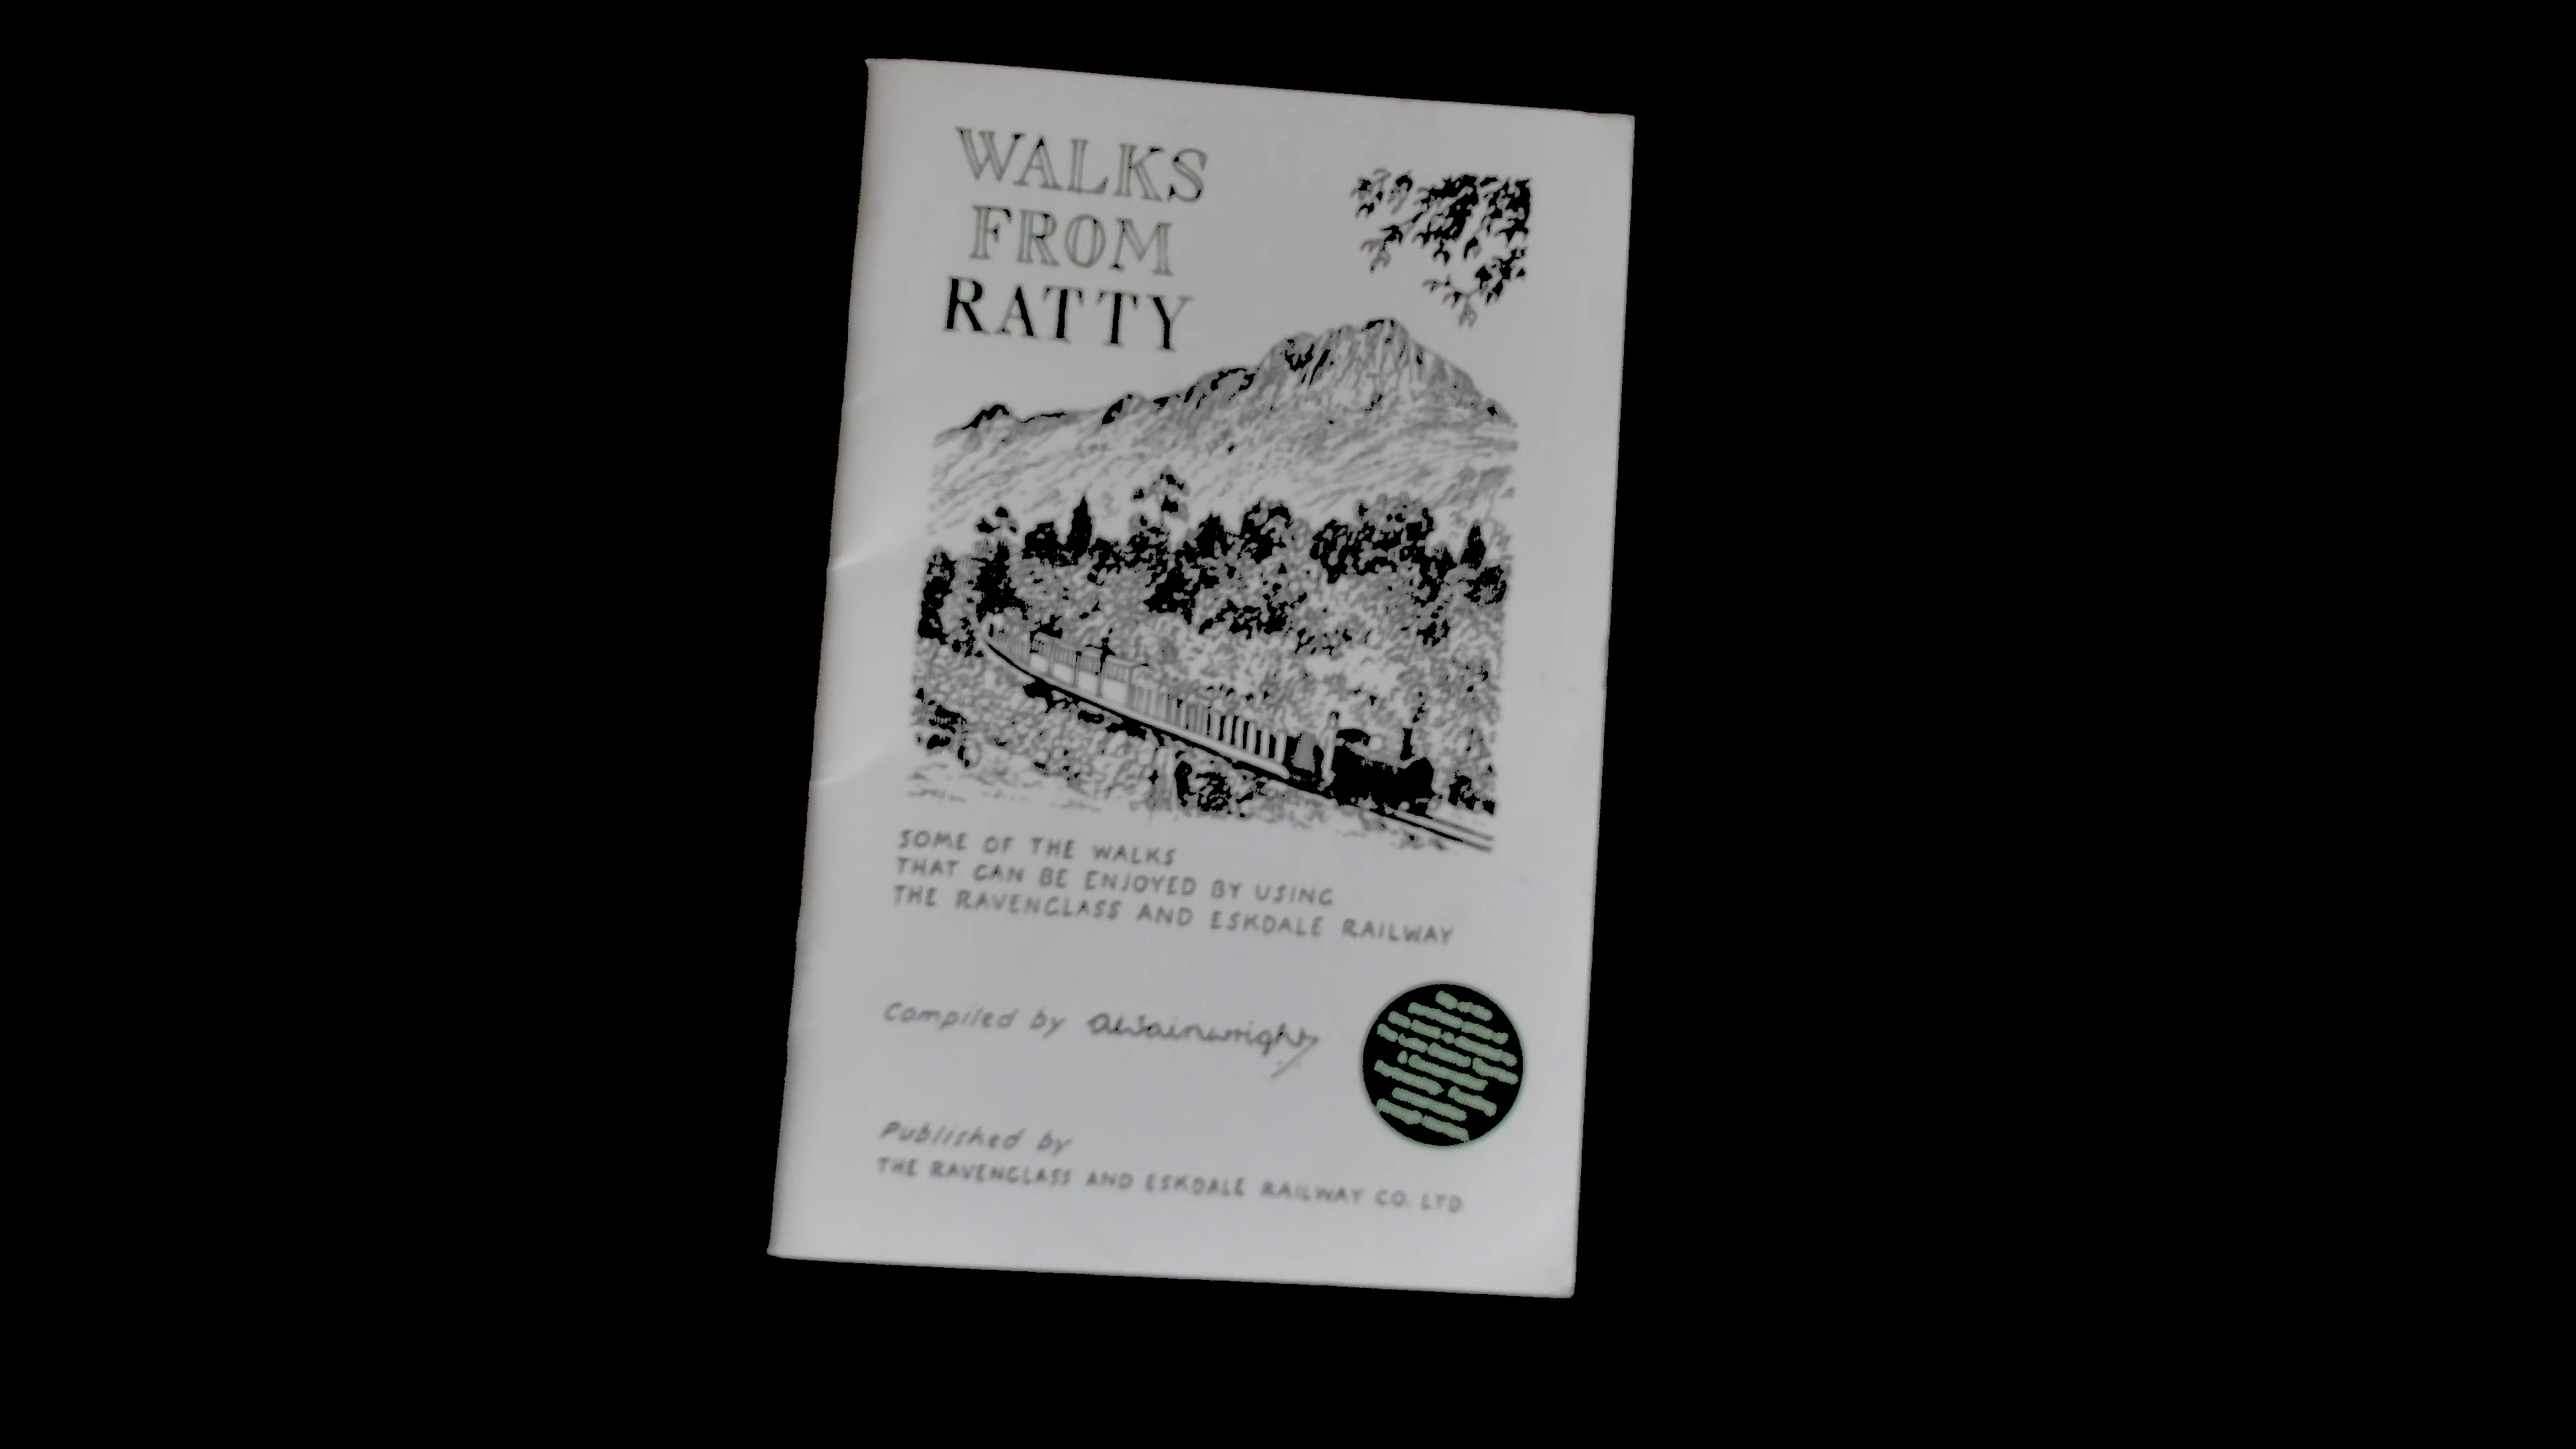 WALKS
FROM
RATTY
SOME OF THE WALKS
THAT CAN BE ENJOYED BY USING
THE RAVENGLASS AND ESKDALE RAILWAY
Compiled by AWainwright
Published by
THE RAVENGLASS AND ESKDALE RAILWAY CO. LTD.